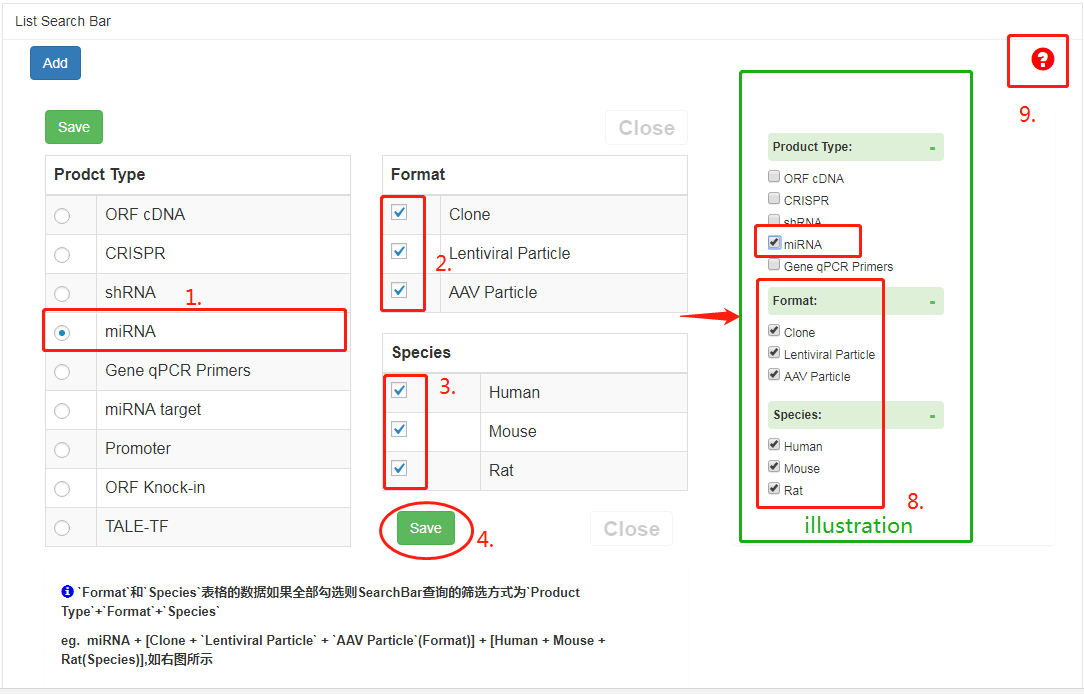 List Search Bar
Add
9.
Save
Close
Prodct Type
ORF cDNA
CRISPR
shRNA
1.
miRNA
Gene qPCR Primers
miRNA target
Promoter
ORF Knock-in
TALE-TF
Format
Clone
2.
Lentiviral Particle
AAV Particle
Species
3.
Human
Mouse
Rat
Save
4.
Close
Product Type:
-
ORF cDNA
CRISPR
shRNA
miRNA
Gene qPCR Primers
Format:
-
Clone
Lentiviral Particle
AAV Particle
Species:
-
Human
Mouse
Rat
8.
illustration
`Format`和`Species`表格的数据如果全部勾选则SearchBar查询的筛选方式为`Product
Type`+`Format`+`Species`
eg. miRNA + [Clone + `Lentiviral Particle` + `AAV Particle`(Format)] + [Human + Mouse +
Rat(Species)],如右图所示